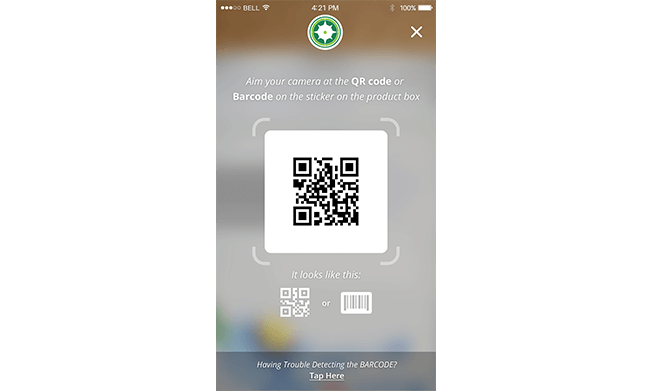 BELL 4:21 PM 100%
Aim your camera at the QR code or
Barcode on the sticker on the product box
It looks like this:
or
Having Trouble Detecting the BARCODE?
Tap Here